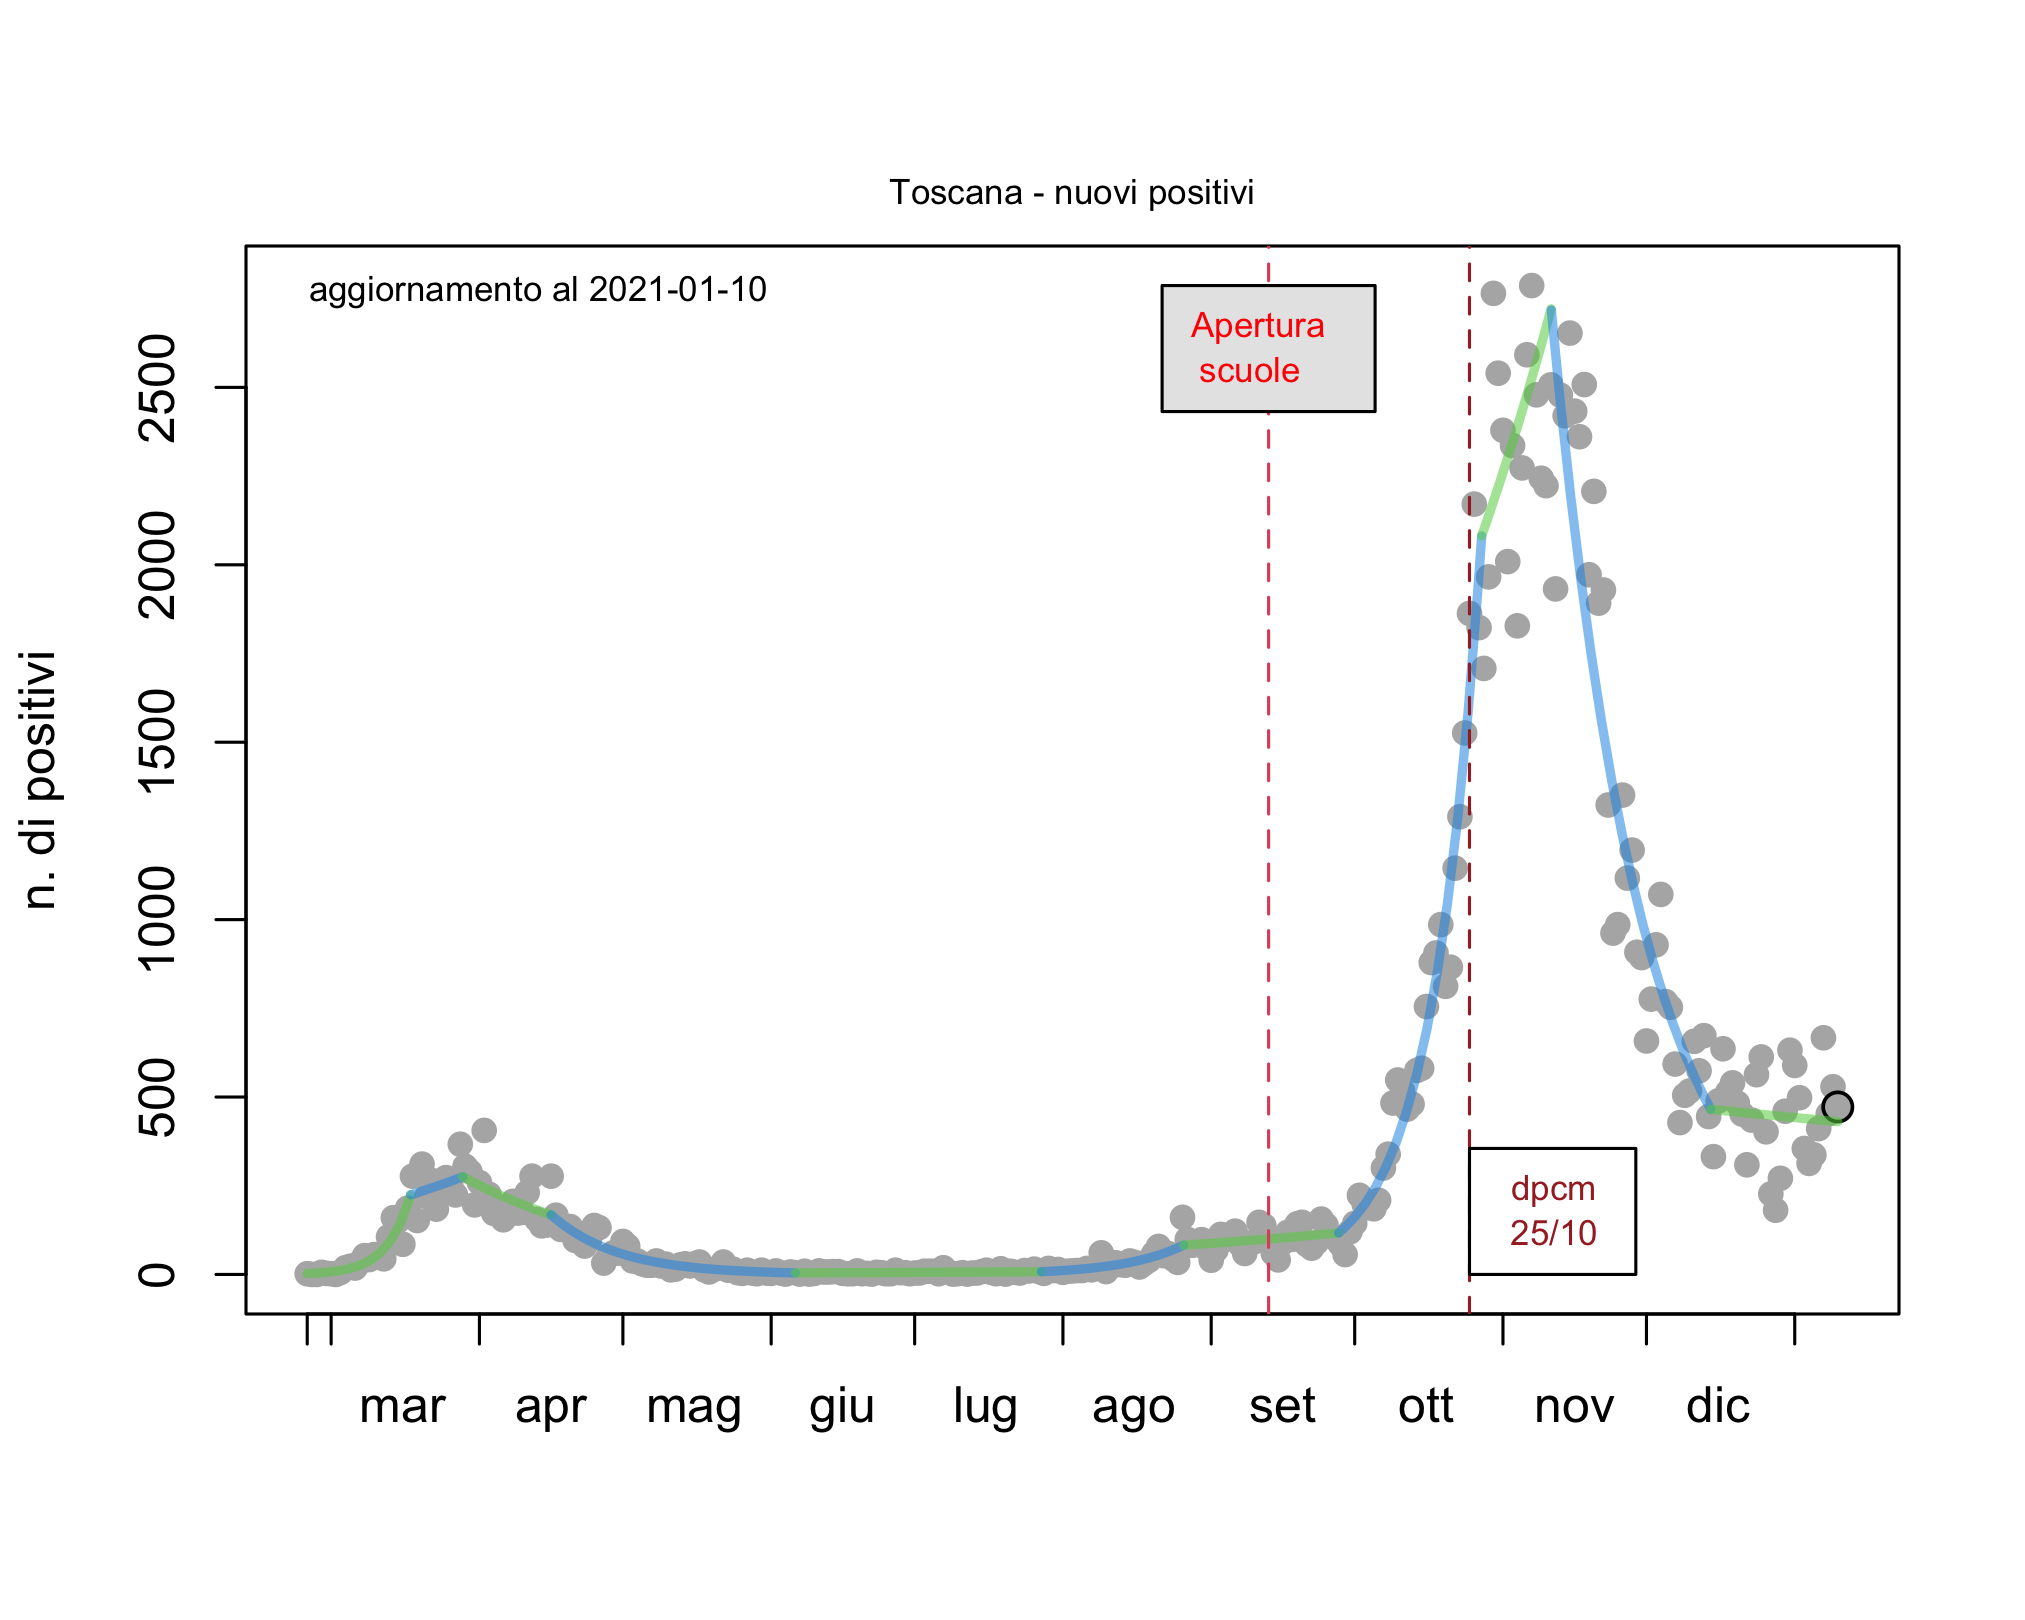 Toscana - nuovi positivi
aggiornamento al 2021-01-10
Apertura
scuole
n. di positivi
2500
2000
1500
1000
500
0
dpcm
25/10
mar apr mag giu lug ago set ott nov dic